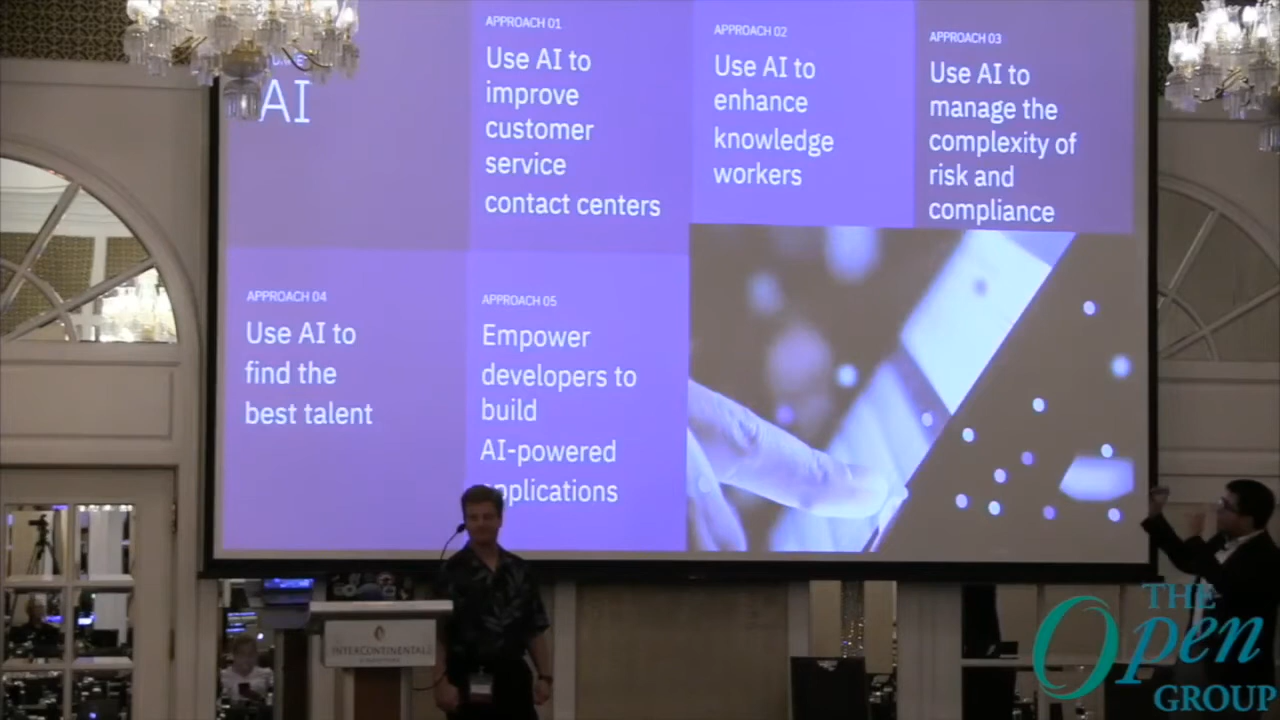 AI
APPROACH 01
Use AI to
improve
customer
service
contact centers
APPROACH 02
Use AI to
enhance
knowledge
workers
APPROACH 03
Use AI to
manage the
complexity of
risk and
compliance
APPROACH 04
Use AI to
find the
best talent
APPROACH 05
Empower
developers to
build
AI-powered
applications
INTERCONTINENTAL
THE
Open
GROUP